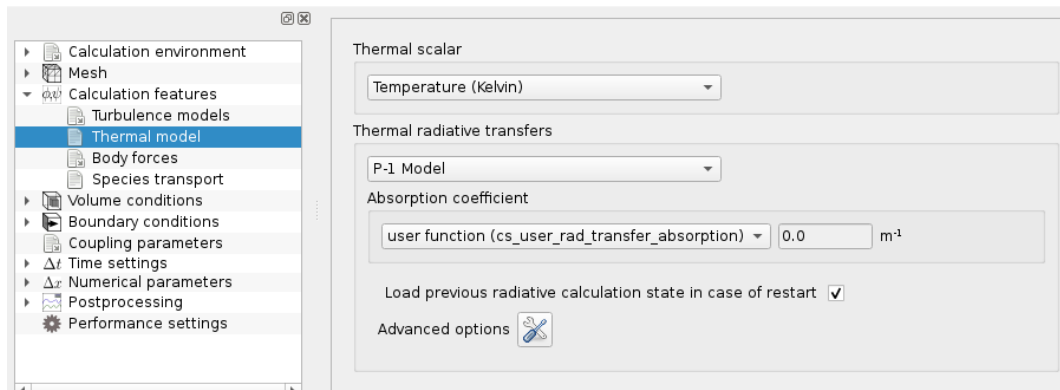 Calculation environment
Mesh
Calculation features
Turbulence models
Thermal model
Body forces
Species transport
Volume conditions
Boundary conditions
Coupling parameters
Δt Time settings
Δx Numerical parameters
Postprocessing
Performance settings
Thermal scalar
Temperature (Kelvin)
Thermal radiative transfers
P-1 Model
Absorption coefficient
user function (cs_user_rad_transfer_absorption) 0.0 m⁻¹
Load previous radiative calculation state in case of restart
Advanced options